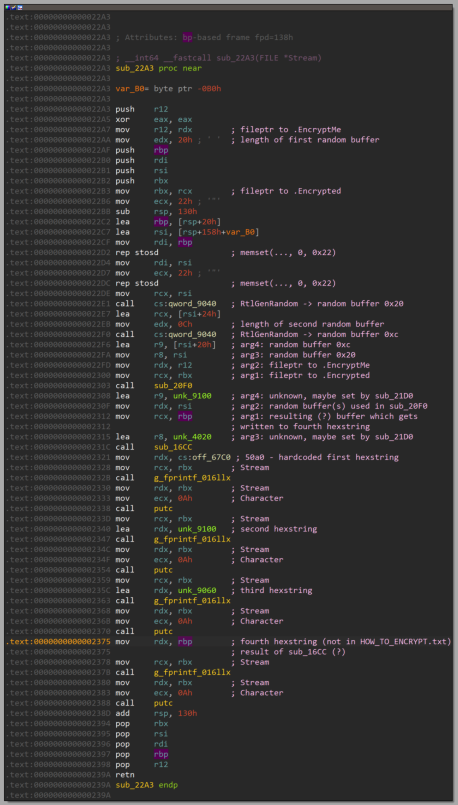 .text:00000000000022A3
.text:00000000000022A3
.text:00000000000022A3 ; Attributes: bp-based frame fpd=130h
.text:00000000000022A3
.text:00000000000022A3 ; __int64 __fastcall sub_22A3(FILE *Stream)
.text:00000000000022A3 sub_22A3 proc near
.text:00000000000022A3
.text:00000000000022A3 var_B0= byte ptr -0B0h
.text:00000000000022A3
.text:00000000000022A3 push r12
.text:00000000000022A5 xor eax, eax
.text:00000000000022A7 mov r12, rdx ; fileptr to .EncryptMe
.text:00000000000022AA mov edx, 20h ; ' ' ; length of first random buffer
.text:00000000000022AF push rbp
.text:00000000000022B0 push rdi
.text:00000000000022B1 push rsi
.text:00000000000022B2 push rbx
.text:00000000000022B3 mov rbx, rcx ; fileptr to .Encrypted
.text:00000000000022B6 mov ecx, 22h ; '"'
.text:00000000000022BB sub rsp, 130h
.text:00000000000022C2 lea rbp, [rsp+20h]
.text:00000000000022C7 lea rsi, [rsp+158h+var_B0]
.text:00000000000022CF mov rdi, rbp
.text:00000000000022D2 rep stosd ; memset(..., 0, 0x22)
.text:00000000000022D4 mov rdi, rsi
.text:00000000000022D7 mov ecx, 22h ; '"'
.text:00000000000022DC rep stosd ; memset(..., 0, 0x22)
.text:00000000000022DE mov rcx, rsi
.text:00000000000022E1 call cs:qword_9040 ; RtlGenRandom -> random buffer 0x20
.text:00000000000022E7 lea rcx, [rsi+24h]
.text:00000000000022EB mov edx, 0Ch ; length of second random buffer
.text:00000000000022F0 call cs:qword_9040 ; RtlGenRandom -> random buffer 0xc
.text:00000000000022F6 lea r9, [rsi+20h] ; arg4: random buffer 0xc
.text:00000000000022FA mov r8, rsi ; arg3: random buffer 0x20
.text:00000000000022FD mov rdx, r12 ; arg2: fileptr to .EncryptMe
.text:0000000000002300 mov rcx, rbx ; arg1: fileptr to .Encrypted
.text:0000000000002303 call sub_20F0
.text:0000000000002308 lea r9, unk_9100 ; arg4: unknown, maybe set by sub_21D0
.text:000000000000230F mov rdx, rsi ; arg2: random buffer(s) used in sub_20F0
.text:0000000000002312 mov rcx, rbp ; arg1: resulting (?) buffer which gets
.text:0000000000002312 ; written to fourth hexstring
.text:0000000000002315 lea r8, unk_4020 ; arg3: unknown, maybe set by sub_21D0
.text:000000000000231C call sub_16CC
.text:0000000000002321 mov rdx, cs:off_67C0 ; 50a0 - hardcoded first hexstring
.text:0000000000002328 mov rcx, rbx ; Stream
.text:000000000000232B call g_fprintf_016llx
.text:0000000000002330 mov rdx, rbx ; Stream
.text:0000000000002333 mov ecx, 0Ah ; Character
.text:0000000000002338 call putc
.text:000000000000233D mov rcx, rbx ; Stream
.text:0000000000002340 lea rdx, unk_9100 ; second hexstring
.text:0000000000002347 call g_fprintf_016llx
.text:000000000000234C mov rdx, rbx ; Stream
.text:000000000000234F mov ecx, 0Ah ; Character
.text:0000000000002354 call putc
.text:0000000000002359 mov rcx, rbx ; Stream
.text:000000000000235C lea rdx, unk_9060 ; third hexstring
.text:0000000000002363 call g_fprintf_016llx
.text:0000000000002368 mov rdx, rbx ; Stream
.text:000000000000236B mov ecx, 0Ah ; Character
.text:0000000000002370 call putc
.text:0000000000002375 mov rdx, rbp ; fourth hexstring (not in HOW_TO_ENCRYPT.txt)
.text:0000000000002375 ; result of sub_16CC (?)
.text:0000000000002378 mov rcx, rbx ; Stream
.text:000000000000237B call g_fprintf_016llx
.text:0000000000002380 mov rdx, rbx ; Stream
.text:0000000000002383 mov ecx, 0Ah ; Character
.text:0000000000002388 call putc
.text:000000000000238D add rsp, 130h
.text:0000000000002394 pop rbx
.text:0000000000002395 pop rsi
.text:0000000000002396 pop rdi
.text:0000000000002397 pop rbp
.text:0000000000002398 pop r12
.text:000000000000239A retn
.text:000000000000239A sub_22A3 endp
.text:000000000000239A